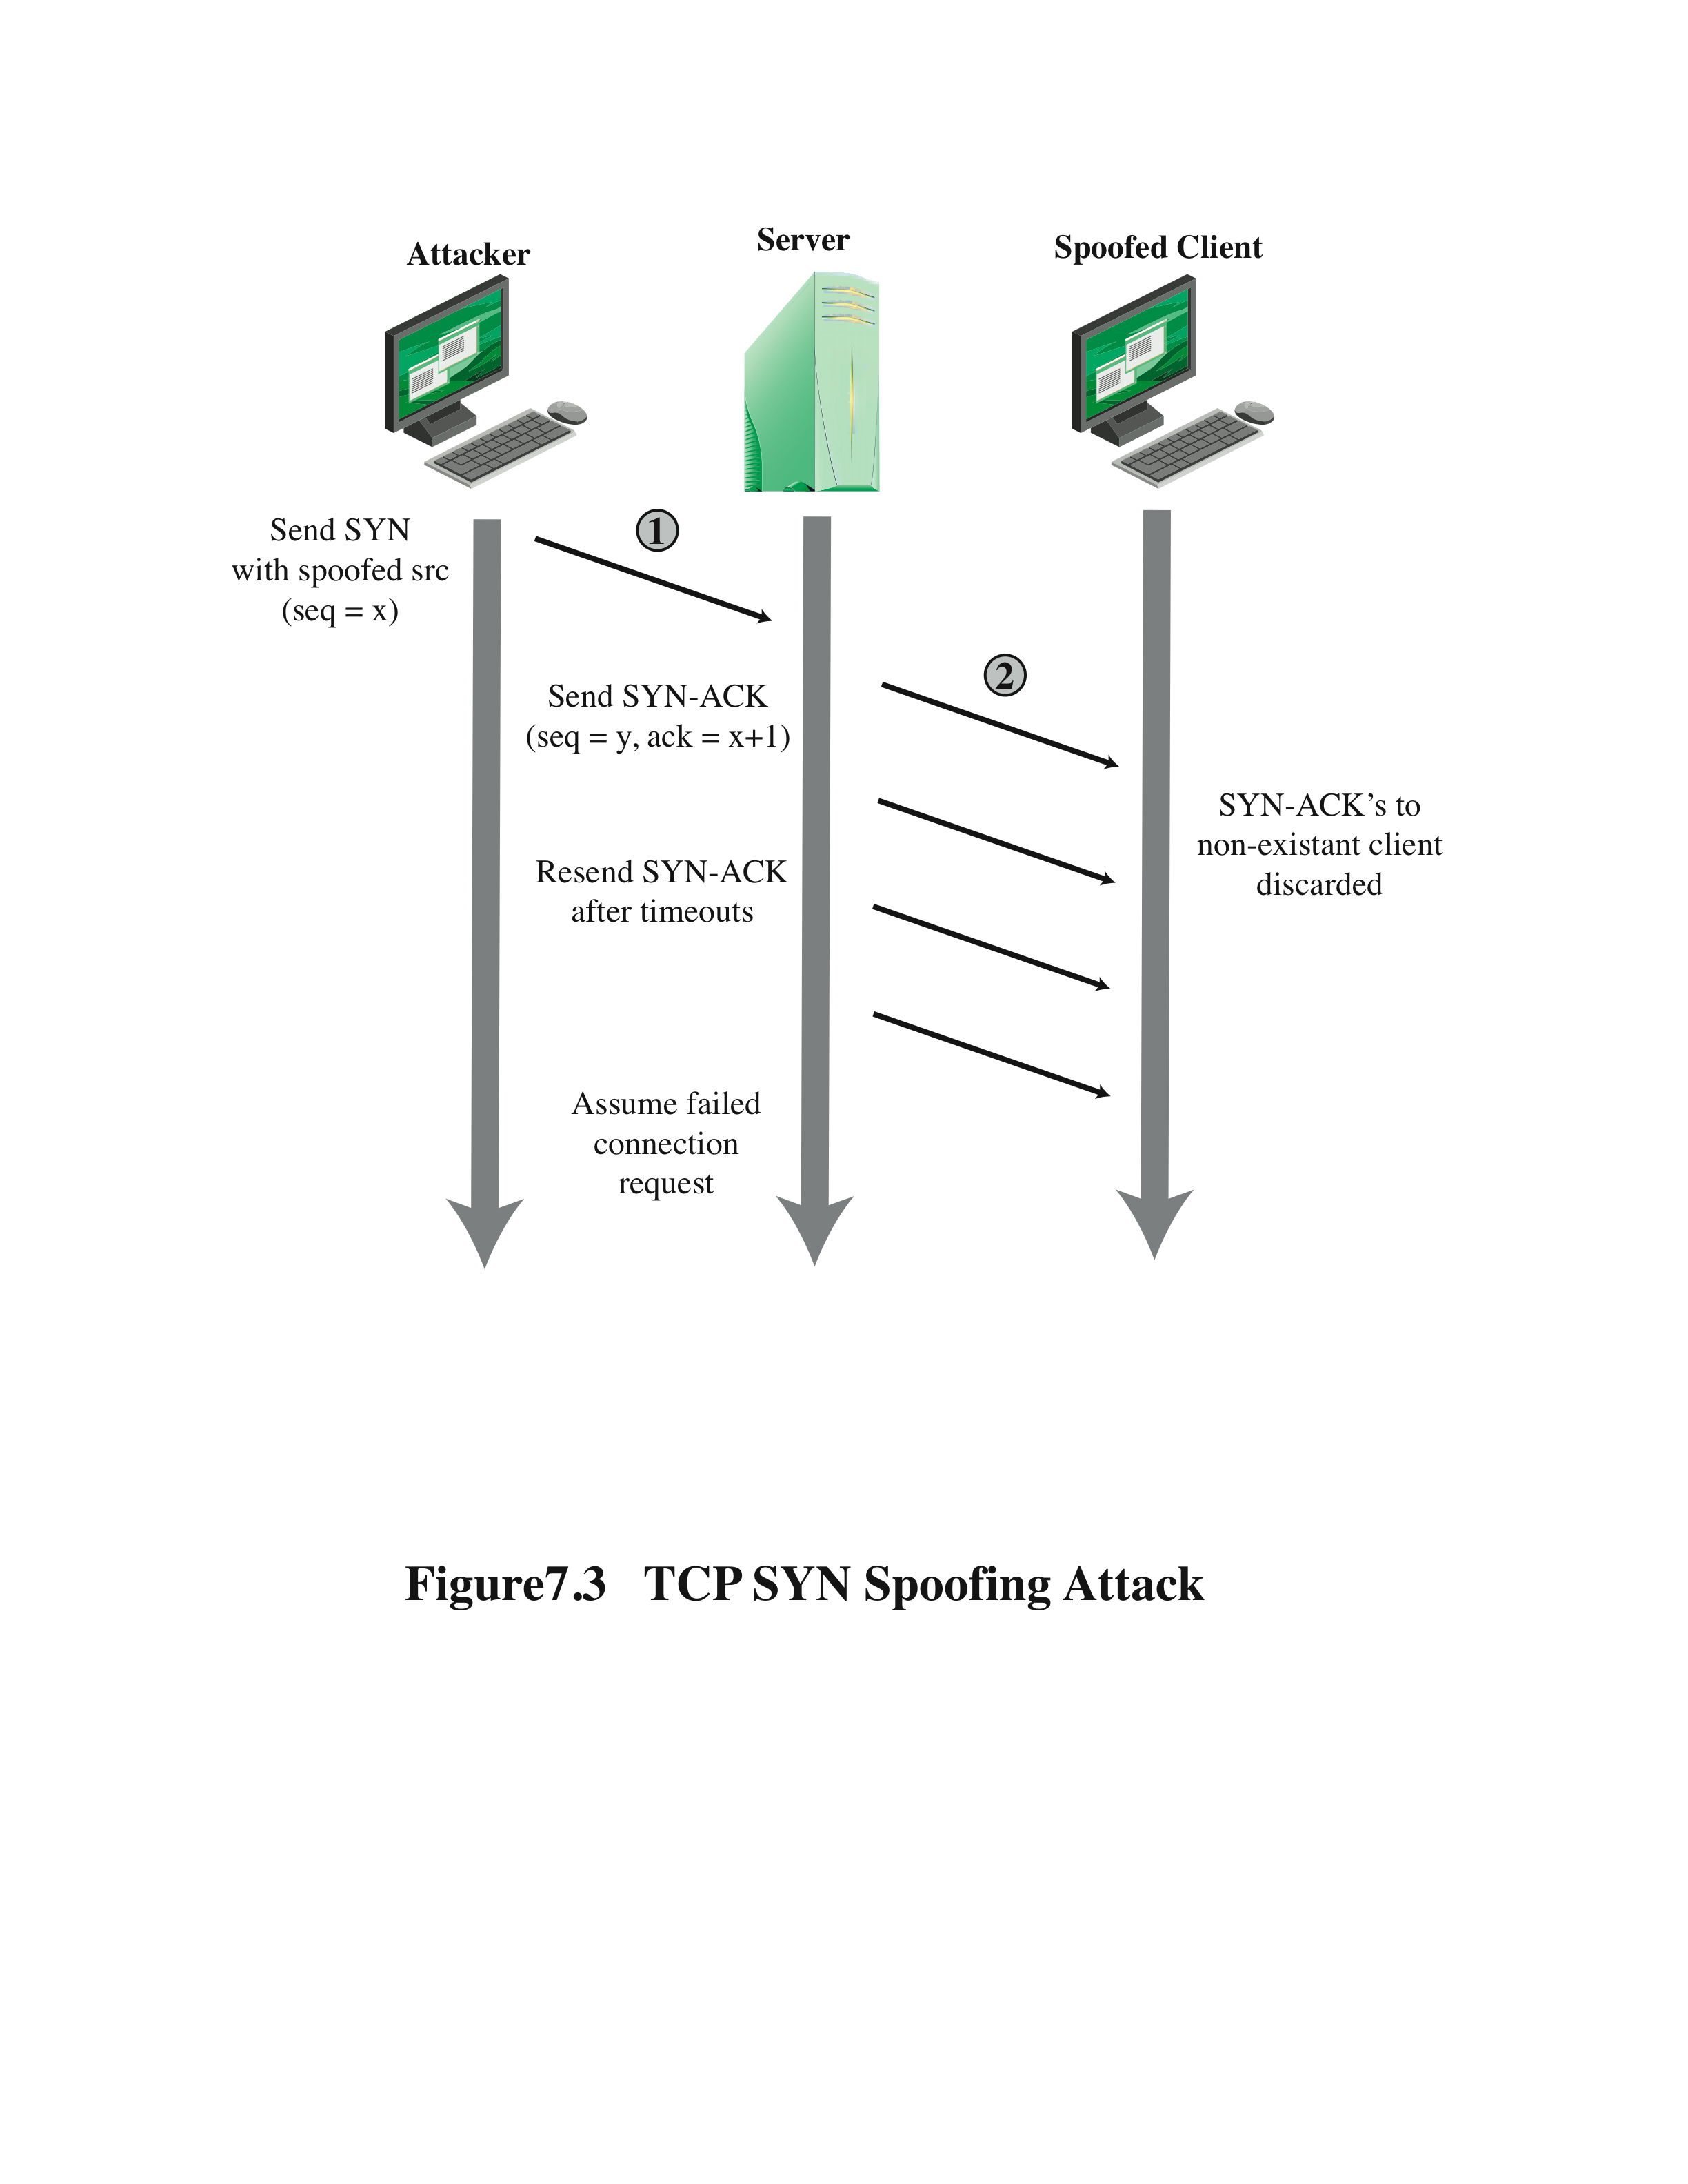 Attacker
Server
Spoofed Client
Send SYN
with spoofed src
(seq = x)
1
2
Send SYN-ACK
(seq = y, ack = x+1)
SYN-ACK’s to
non-existant client
discarded
Resend SYN-ACK
after timeouts
Assume failed
connection
request
Figure7.3 TCP SYN Spoofing Attack